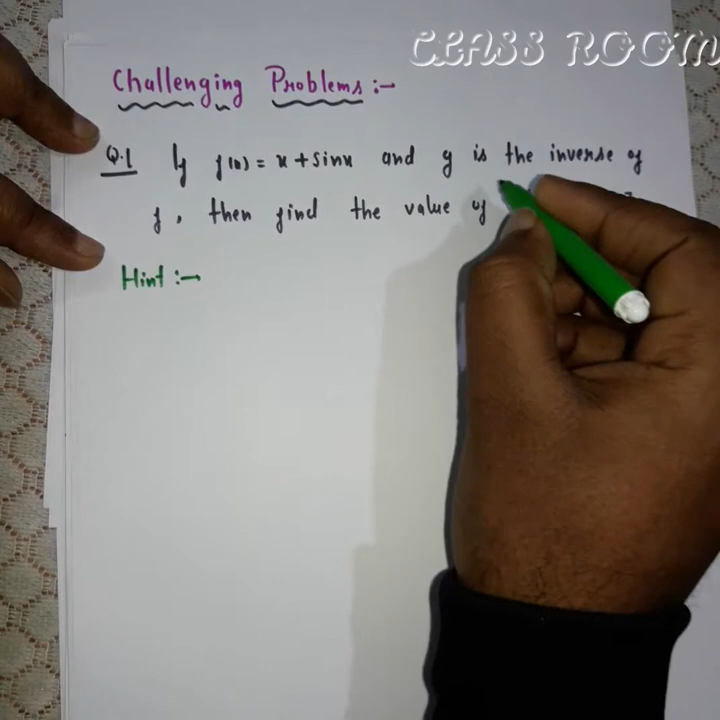 CLASS ROOM
Challenging Problems :-
Q.1 If f(x) = x + sinx and g is the inverse of
f, then find the value of
Hint :-